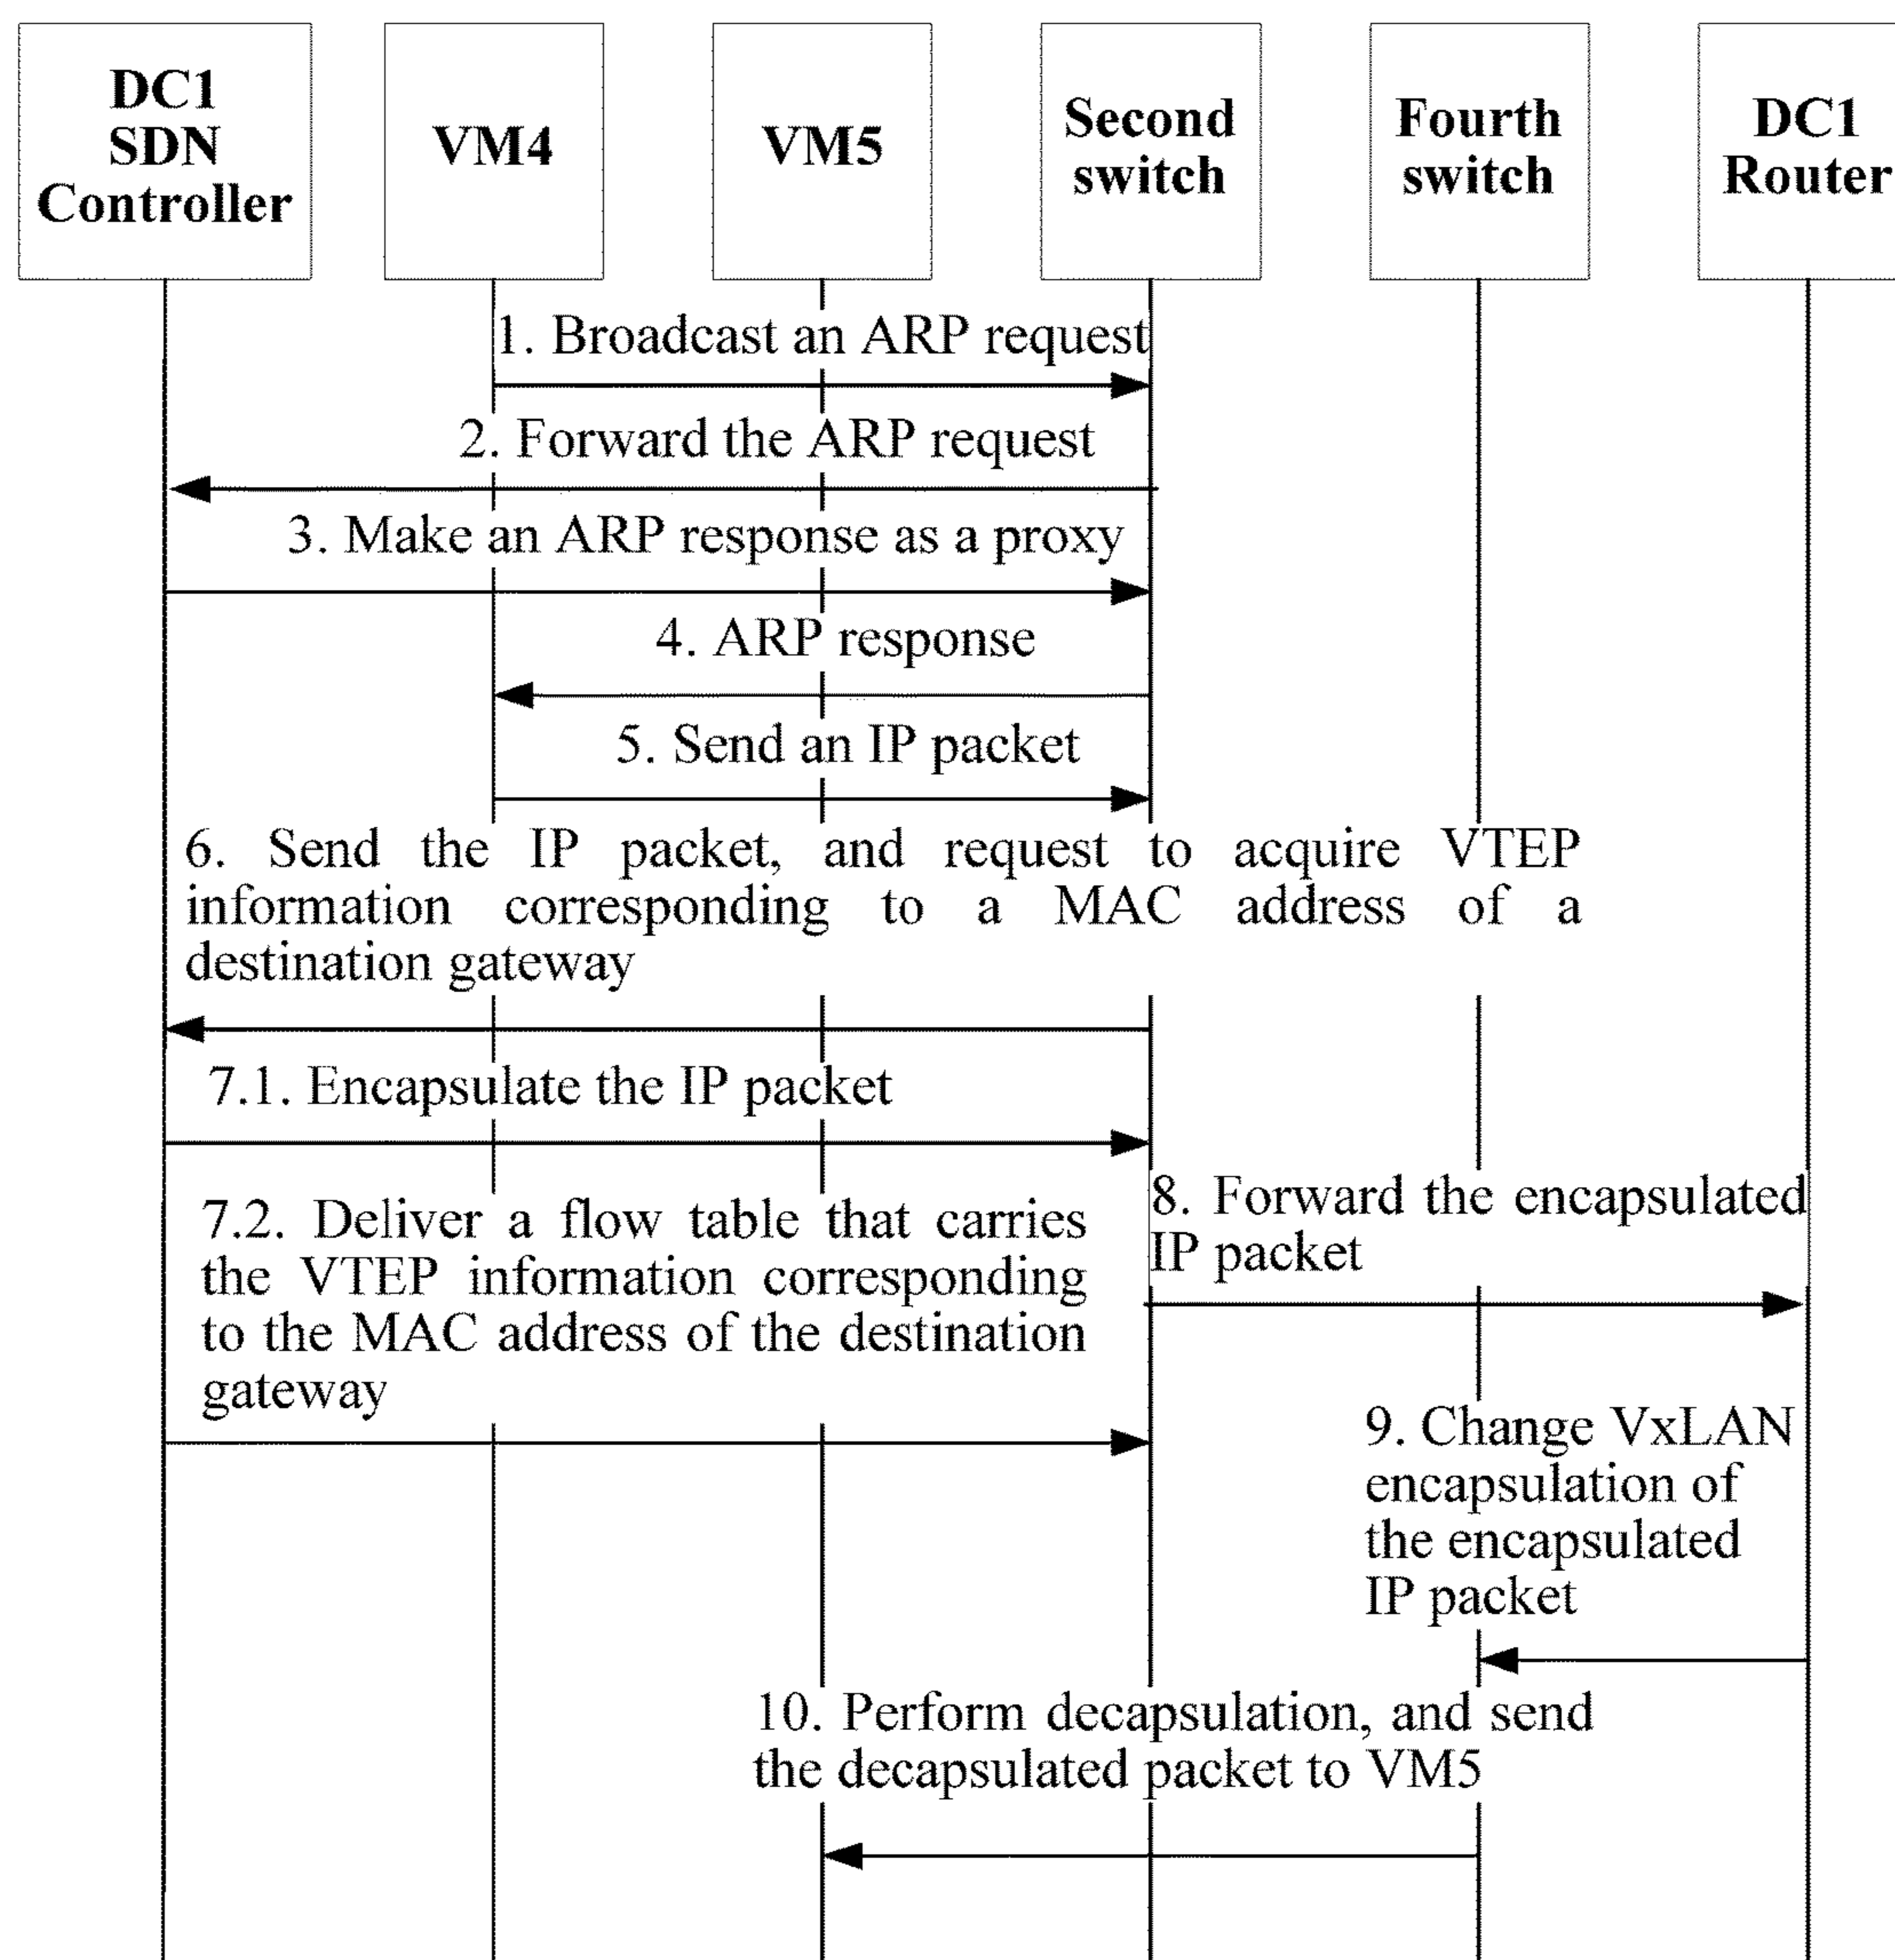 DC1
SDN
Controller
VM4
VM5
Second
switch
Fourth
switch
DC1
Router
1. Broadcast an ARP request
2. Forward the ARP request
3. Make an ARP response as a proxy
4. ARP response
5. Send an IP packet
6. Send the IP packet, and request to acquire VTEP
information corresponding to a MAC address of a
destination gateway
7.1. Encapsulate the IP packet
7.2. Deliver a flow table that carries
the VTEP information corresponding
to the MAC address of the destination
gateway
8. Forward the encapsulated
IP packet
9. Change VxLAN
encapsulation of
the encapsulated
IP packet
10. Perform decapsulation, and send
the decapsulated packet to VM5